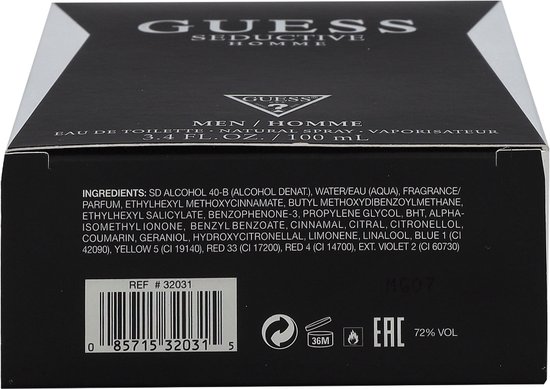 GUESS
SEDUCTIVE
HOMME
GUESS
?
MEN / HOMME
EAU DE TOILETTE - NATURAL SPRAY - VAPORISATEUR
3.4 FL. OZ. / 100 mL
INGREDIENTS: SD ALCOHOL 40-B (ALCOHOL DENAT.), WATER/EAU (AQUA), FRAGRANCE/
PARFUM, ETHYLHEXYL METHOXYCINNAMATE, BUTYL METHOXYDIBENZOYLMETHANE,
ETHYLHEXYL SALICYLATE, BENZOPHENONE-3, PROPYLENE GLYCOL, BHT, ALPHA-
ISOMETHYL IONONE, BENZYL BENZOATE, CINNAMAL, CITRAL, CITRONELLOL,
COUMARIN, GERANIOL, HYDROXYCITRONELLAL, LIMONENE, LINALOOL, BLUE 1 (CI
42090), YELLOW 5 (CI 19140), RED 33 (CI 17200), RED 4 (CI 14700), EXT. VIOLET 2 (CI 60730)
REF # 32031
0 85715 32031 5
36M
EAC
72% VOL